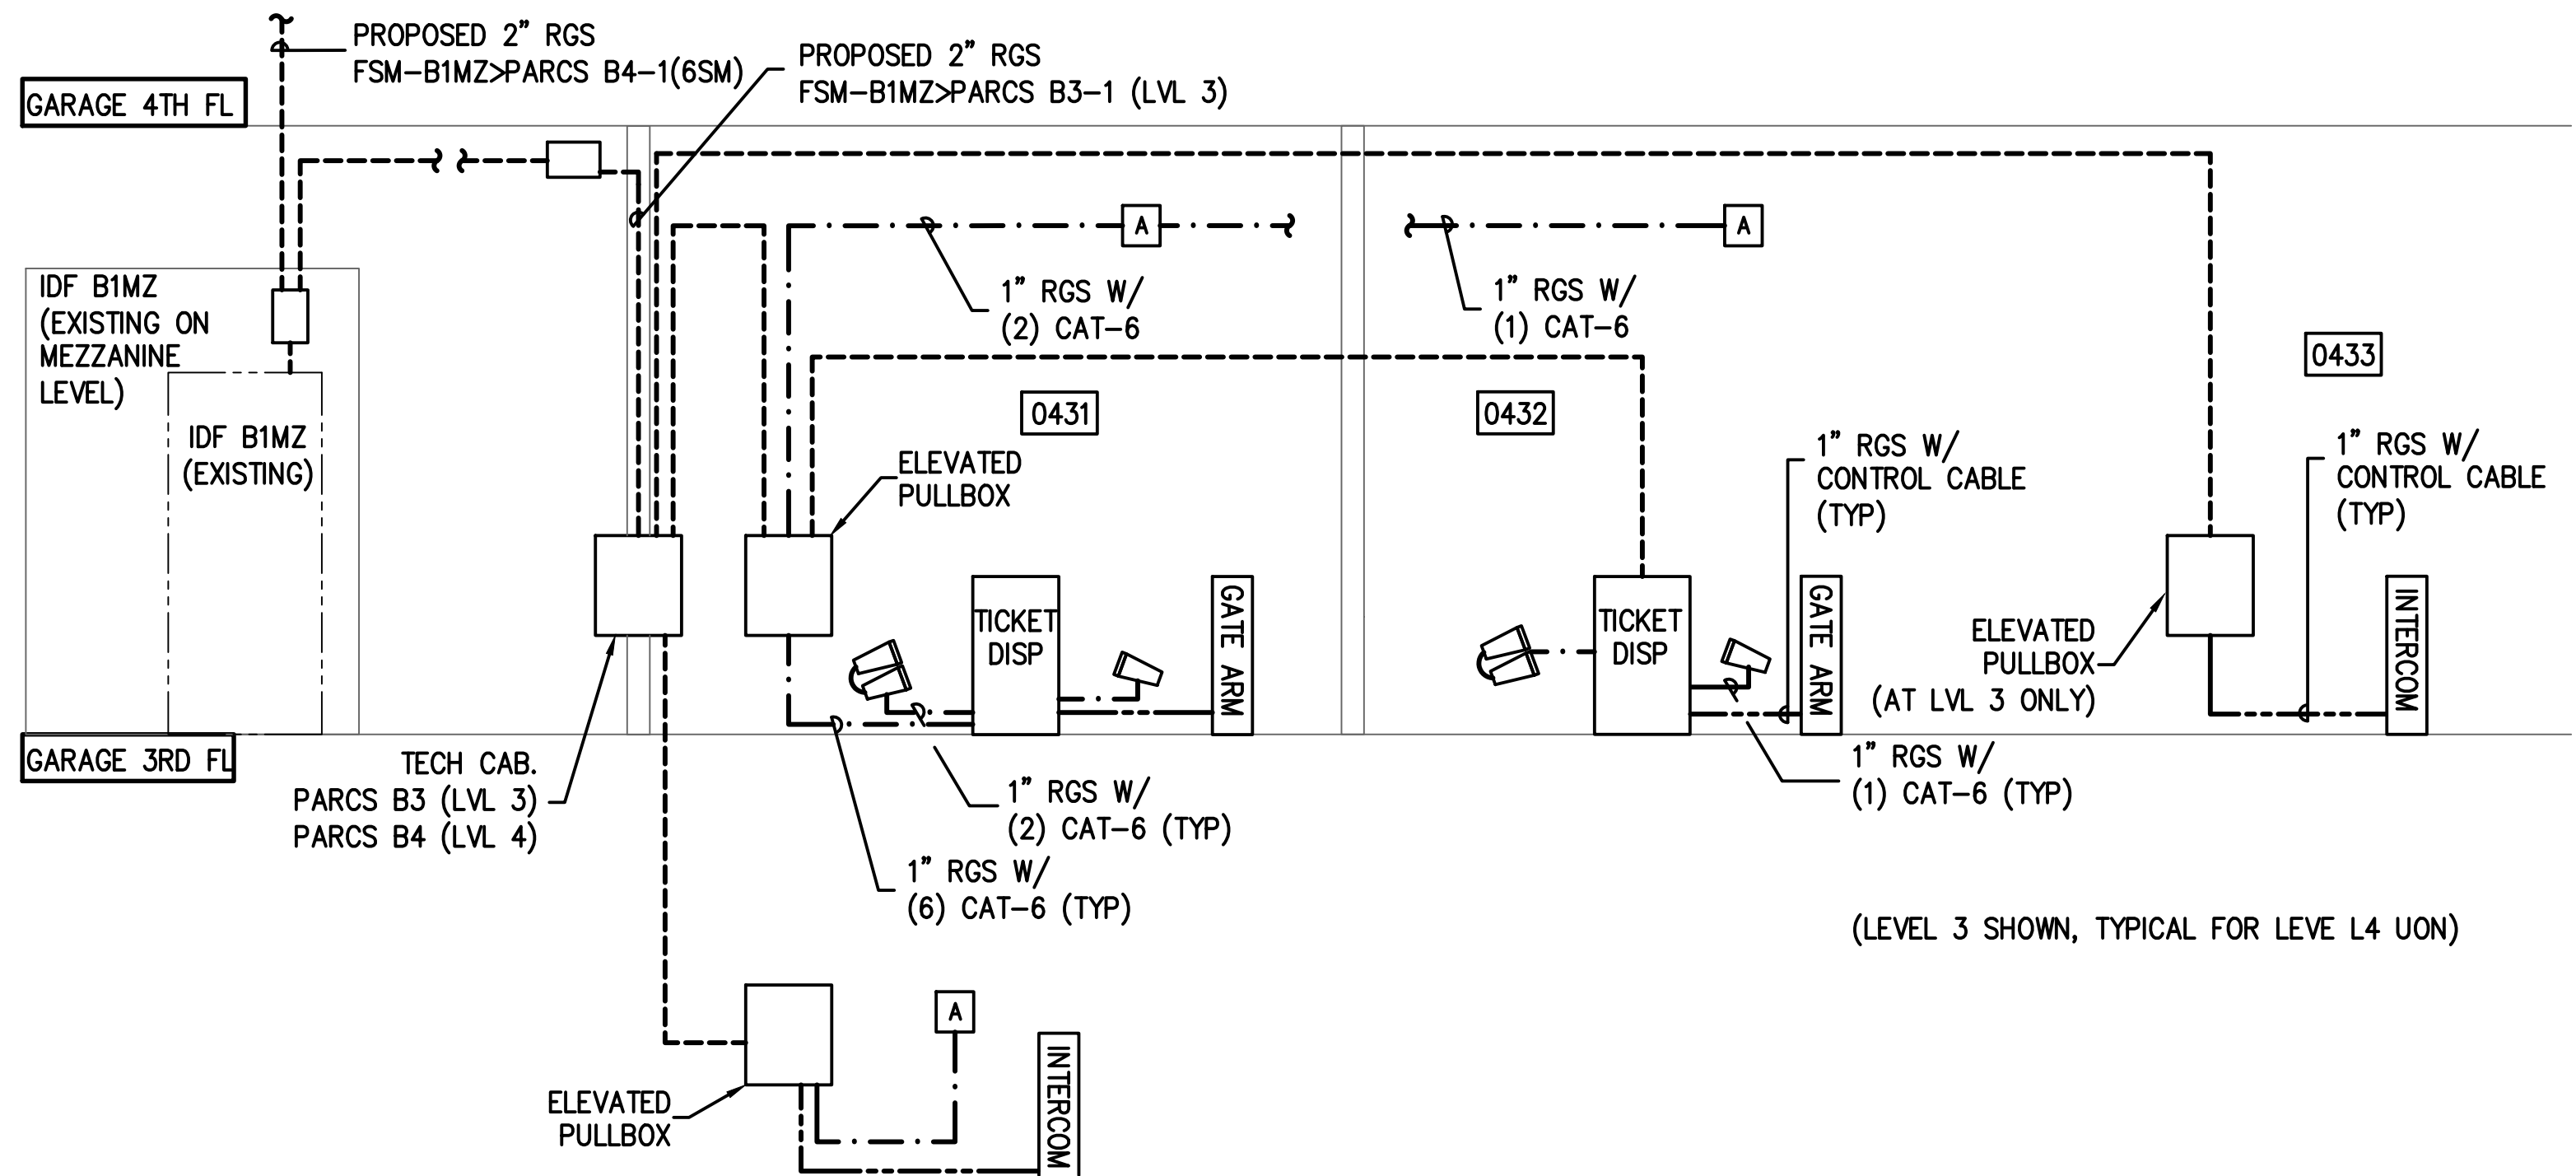 PROPOSED 2” RGS
FSM-B1MZ>PARCS B4-1(6SM)
PROPOSED 2” RGS
FSM-B1MZ>PARCS B3-1 (LVL 3)
GARAGE 4TH FL
A
A
IDF B1MZ
(EXISTING ON
MEZZANINE
LEVEL)
1” RGS W/
(2) CAT-6
1” RGS W/
(1) CAT-6
IDF B1MZ
(EXISTING)
0431
0432
0433
ELEVATED
PULLBOX
1” RGS W/
CONTROL CABLE
(TYP)
1” RGS W/
CONTROL CABLE
(TYP)
TICKET
DISP
GATE ARM
TICKET
DISP
GATE ARM
ELEVATED
PULLBOX
(AT LVL 3 ONLY)
INTERCOM
GARAGE 3RD FL
TECH CAB.
PARCS B3 (LVL 3)
PARCS B4 (LVL 4)
1” RGS W/
(2) CAT-6 (TYP)
1” RGS W/
(6) CAT-6 (TYP)
1” RGS W/
(1) CAT-6 (TYP)
(LEVEL 3 SHOWN, TYPICAL FOR LEVE L4 UON)
A
ELEVATED
PULLBOX
INTERCOM